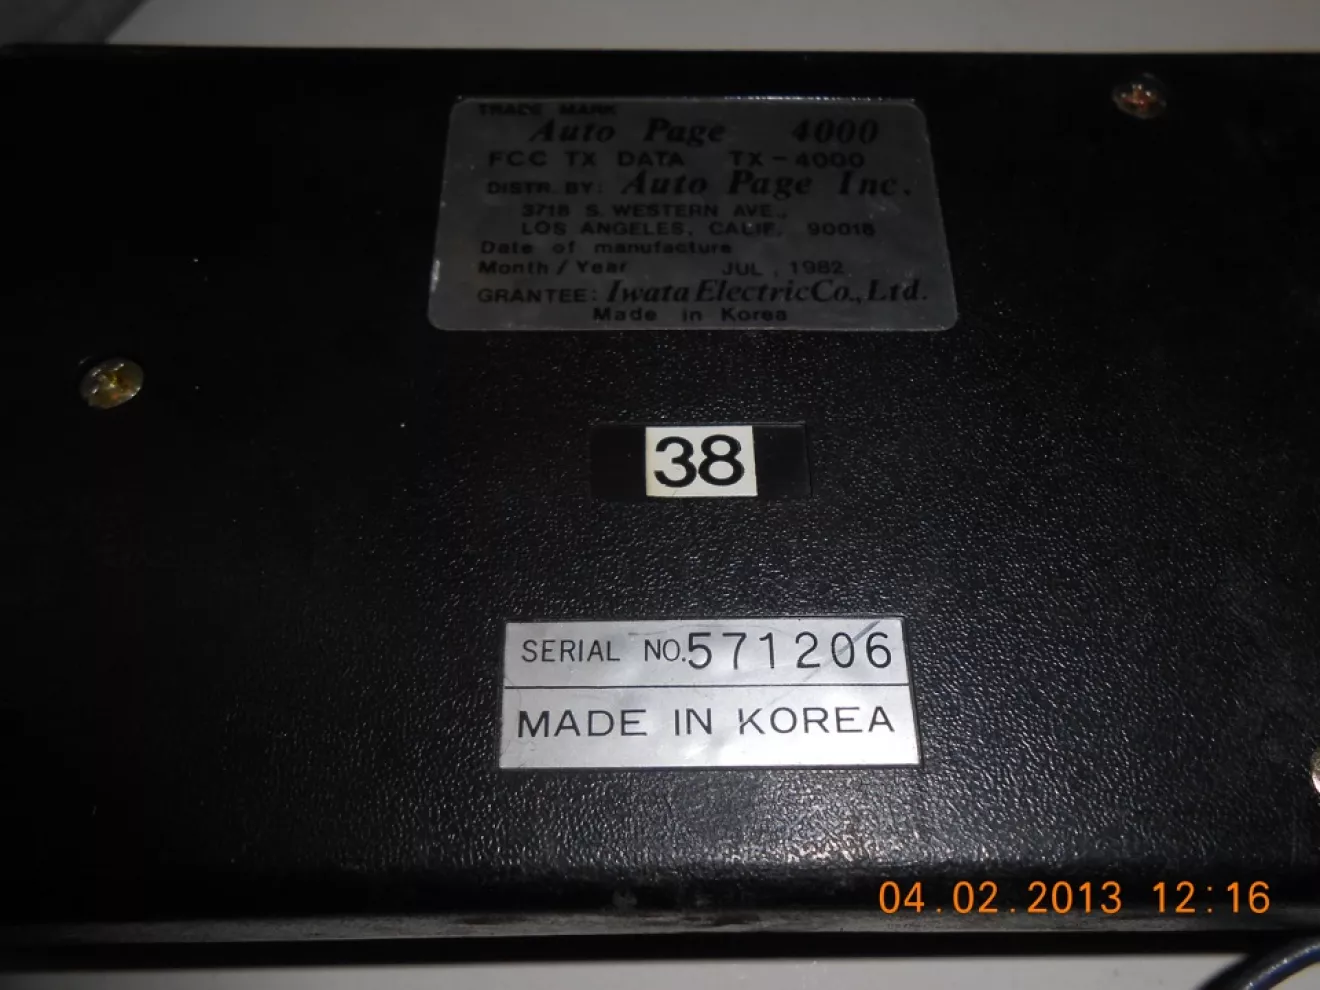 TRADE MARK
Auto Page 4000
FCC TX DATA TX-4000
DISTR. BY: Auto Page Inc.
3718 S. WESTERN AVE.,
LOS ANGELES, CALIF. 90018
Date of manufacture
Month / Year JUL , 1982
GRANTEE: Iwata Electric Co., Ltd.
Made in Korea
38
SERIAL NO. 571206
MADE IN KOREA
04.02.2013 12:16